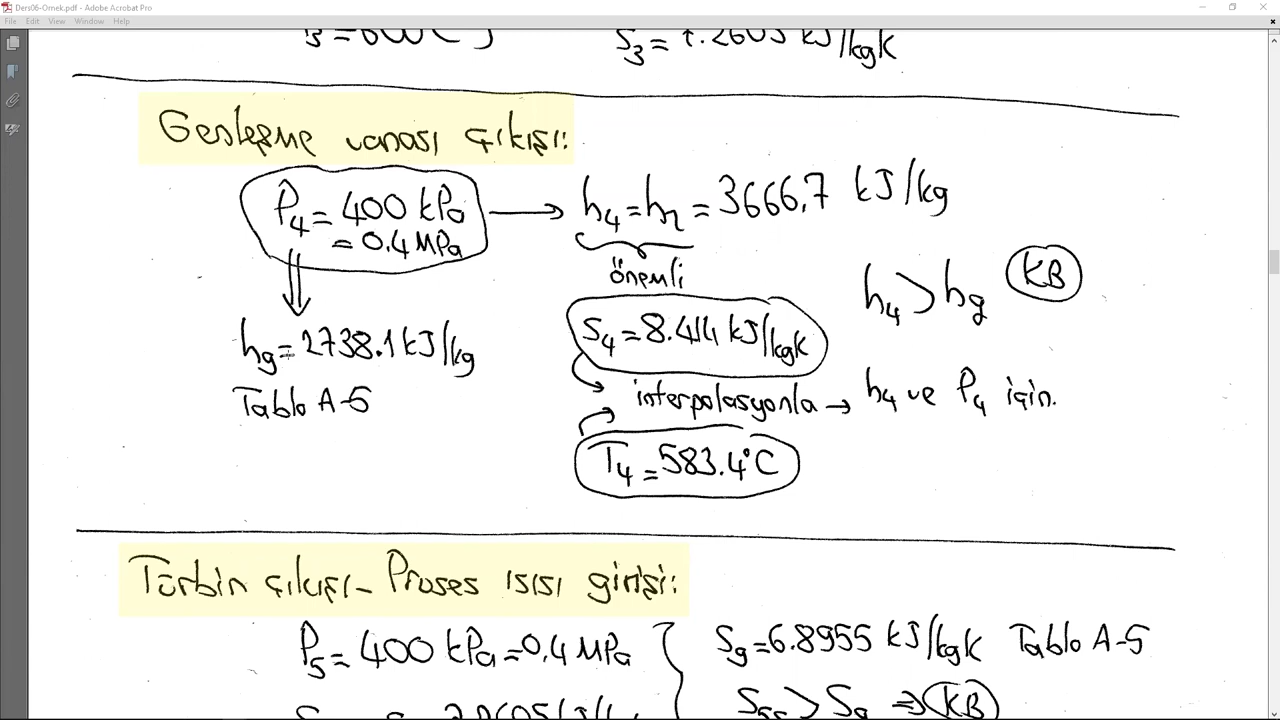 Ders06-Ornek.pdf - Adobe Acrobat Pro
File Edit View Window Help
S₃ = 7.2605 kJ/kgK
Genleşme vanası çıkışı:
P₄ = 400 kPa → h₄ = h₂ = 3666,7 kJ/kg
= 0.4 MPa
önemli
h₄ > hg KB
S₄ = 8.414 kJ/kgK
hg = 2738.1 kJ/kg
Tablo A-5
interpolasyonla → h₄ ve P₄ için.
T₄ = 583.4°C
Türbin çıkışı - Proses ısısı girişi:
P₅ = 400 kPa = 0,4 MPa
Sg = 6.8955 kJ/kgK Tablo A-5
> Sg ⇒ KB